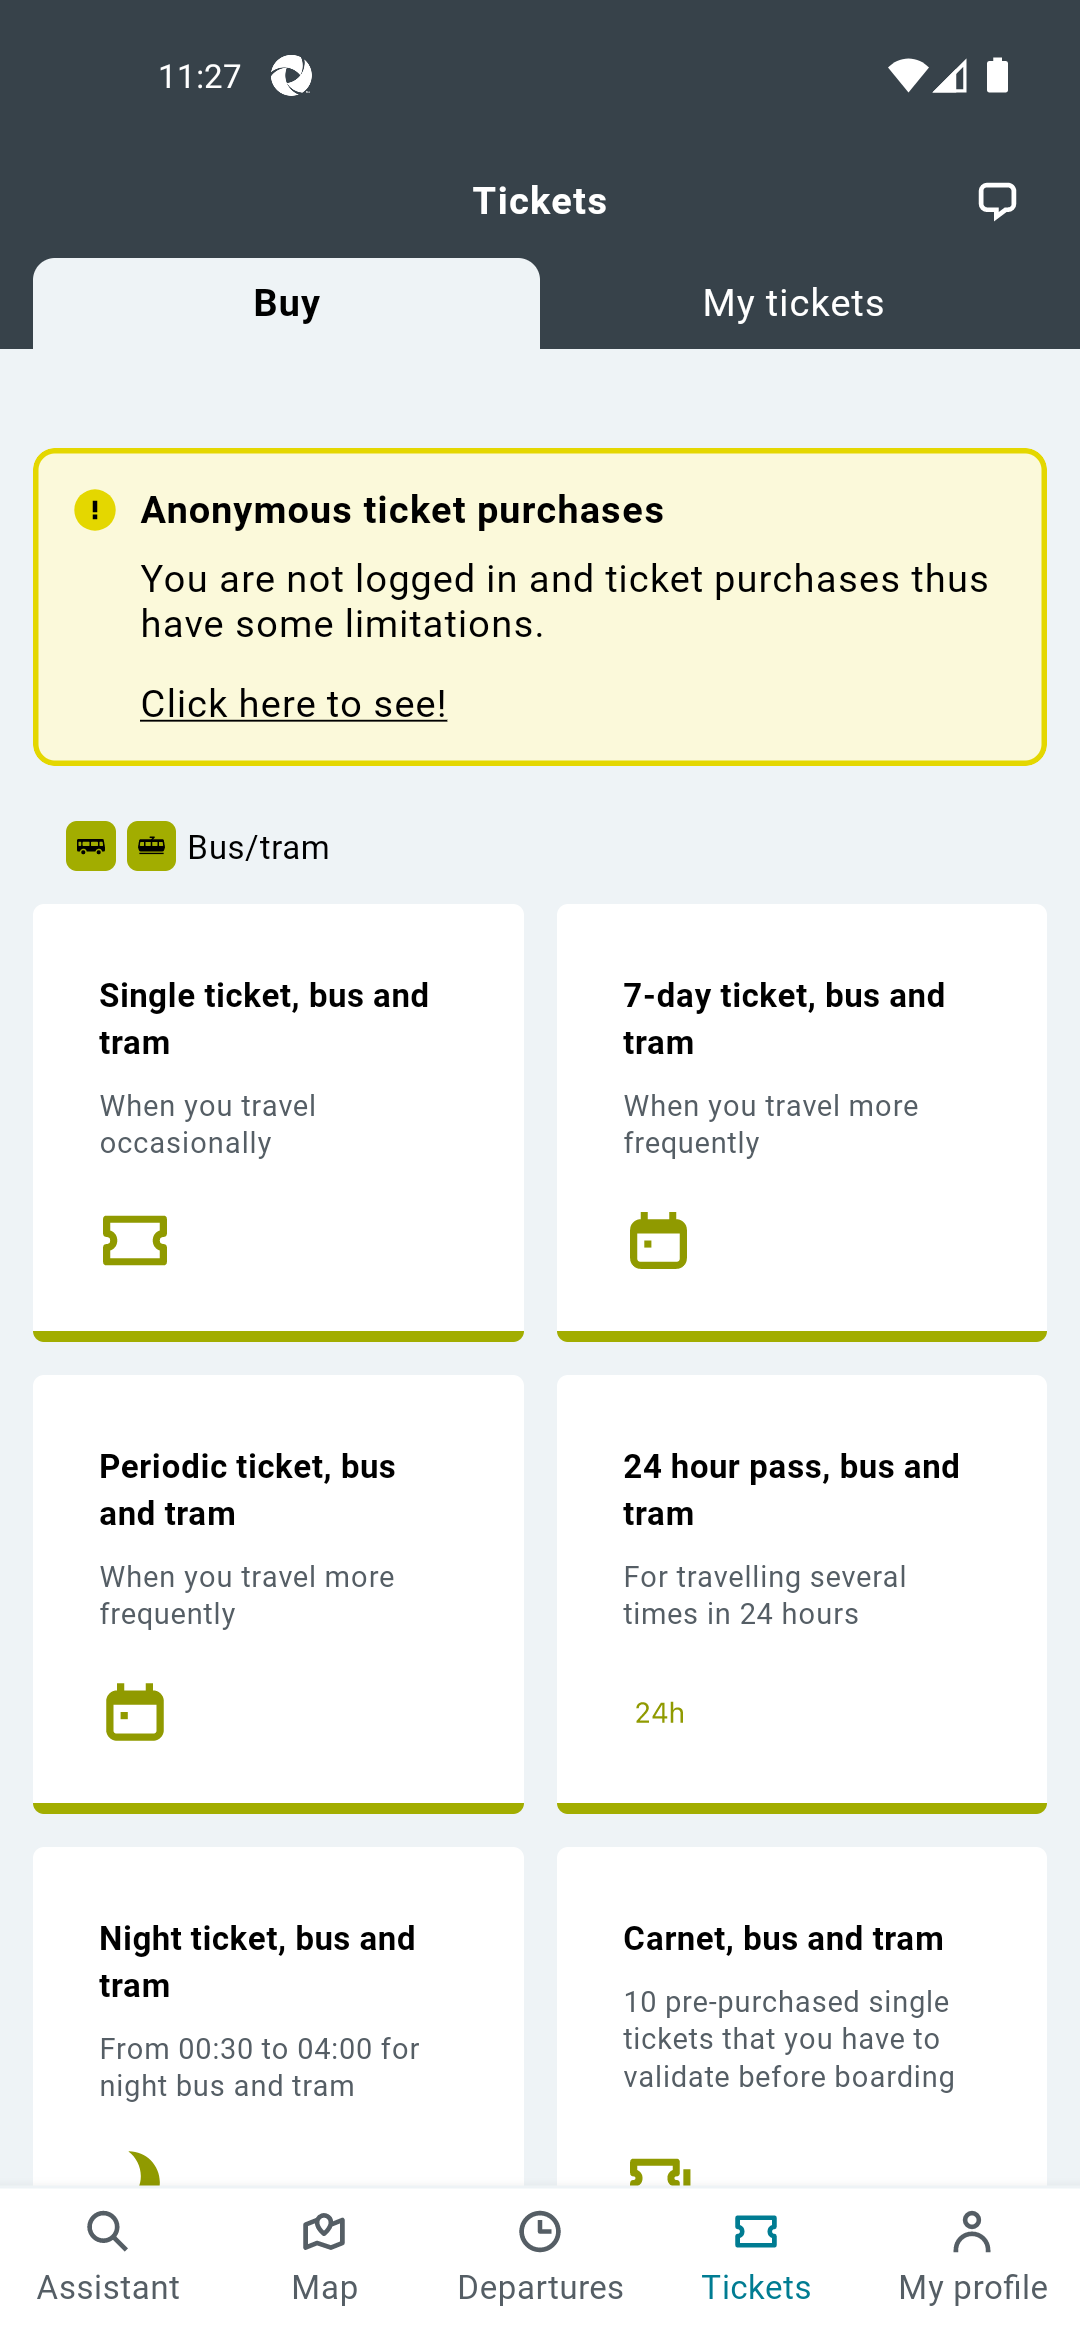 11:27
Tickets
Buy
My tickets
Anonymous ticket purchases
You are not logged in and ticket purchases thus
have some limitations.
Click here to see!
Bus/tram
Single ticket, bus and
tram
When you travel
occasionally
7-day ticket, bus and
tram
When you travel more
frequently
Periodic ticket, bus
and tram
When you travel more
frequently
24 hour pass, bus and
tram
For travelling several
times in 24 hours
24h
Night ticket, bus and
tram
From 00:30 to 04:00 for
night bus and tram
Carnet, bus and tram
10 pre-purchased single
tickets that you have to
validate before boarding
Assistant
Map
Departures
Tickets
My profile